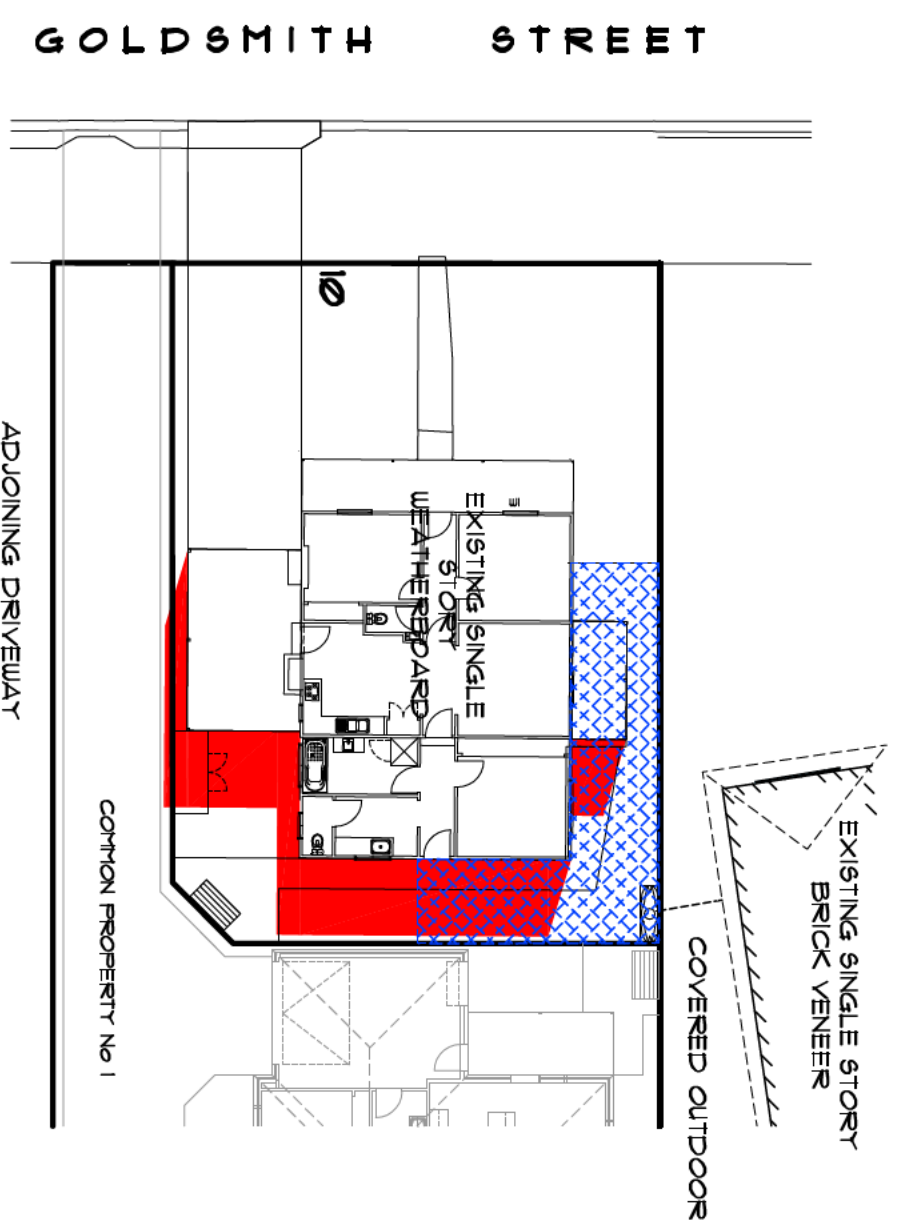 GOLDSMITH STREET
10
EXISTING SINGLE
STORY
WEATHERBOARD
ADJOINING DRIVEWAY
COMMON PROPERTY No 1
EXISTING SINGLE STORY
BRICK VENEER
COVERED OUTDOOR